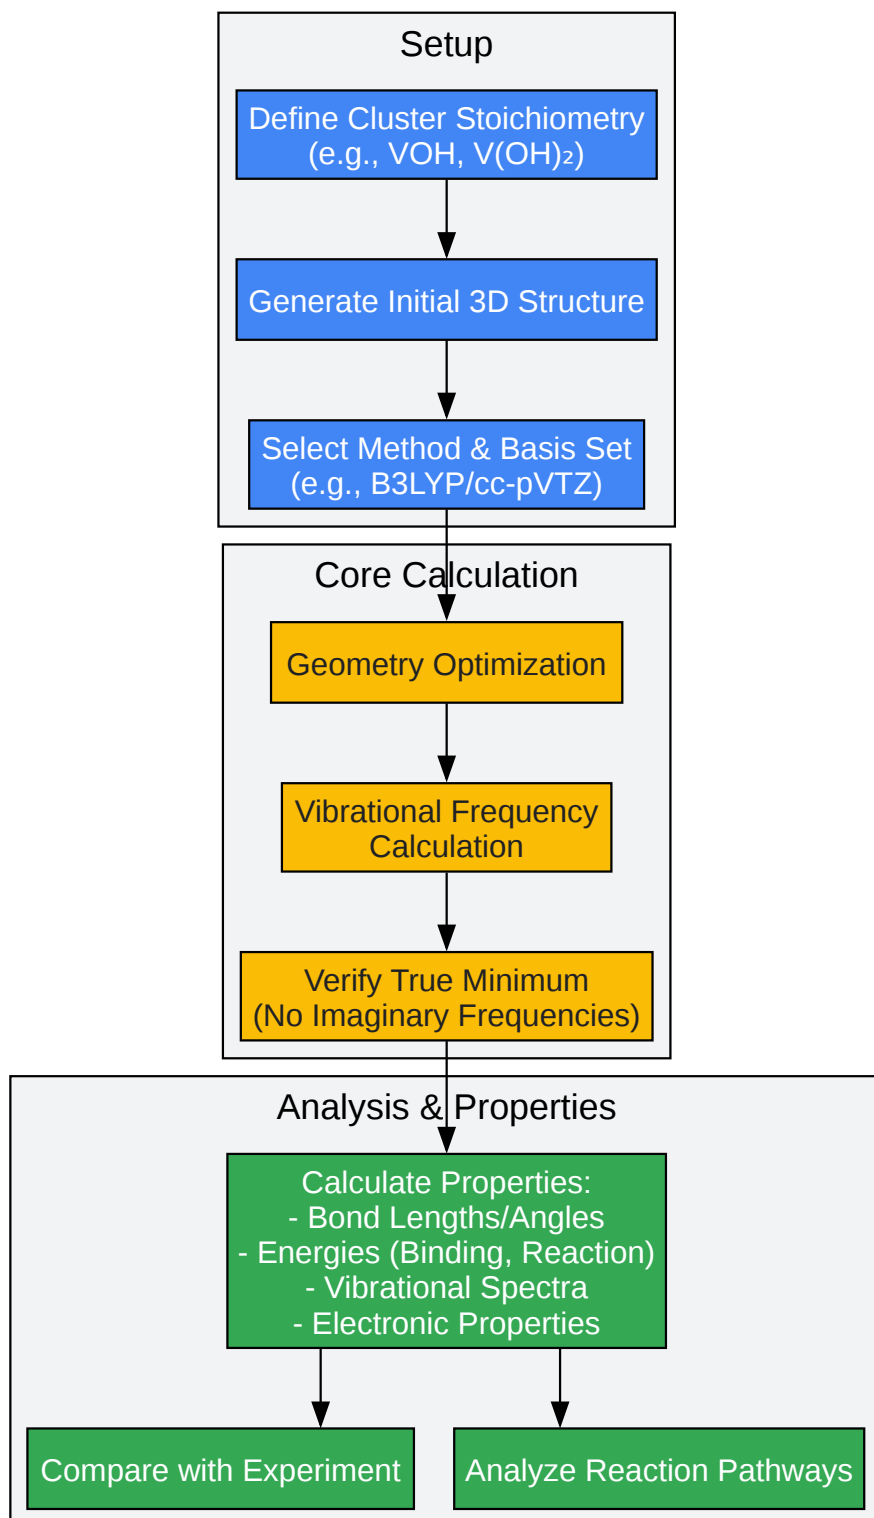 Setup
Define Cluster Stoichiometry
(e.g., VOH, V(OH)₂)
Generate Initial 3D Structure
Select Method & Basis Set
(e.g., B3LYP/cc-pVTZ)
Core Calculation
Geometry Optimization
Vibrational Frequency
Calculation
Verify True Minimum
(No Imaginary Frequencies)
Analysis & Properties
Calculate Properties:
- Bond Lengths/Angles
- Energies (Binding, Reaction)
- Vibrational Spectra
- Electronic Properties
Compare with Experiment
Analyze Reaction Pathways